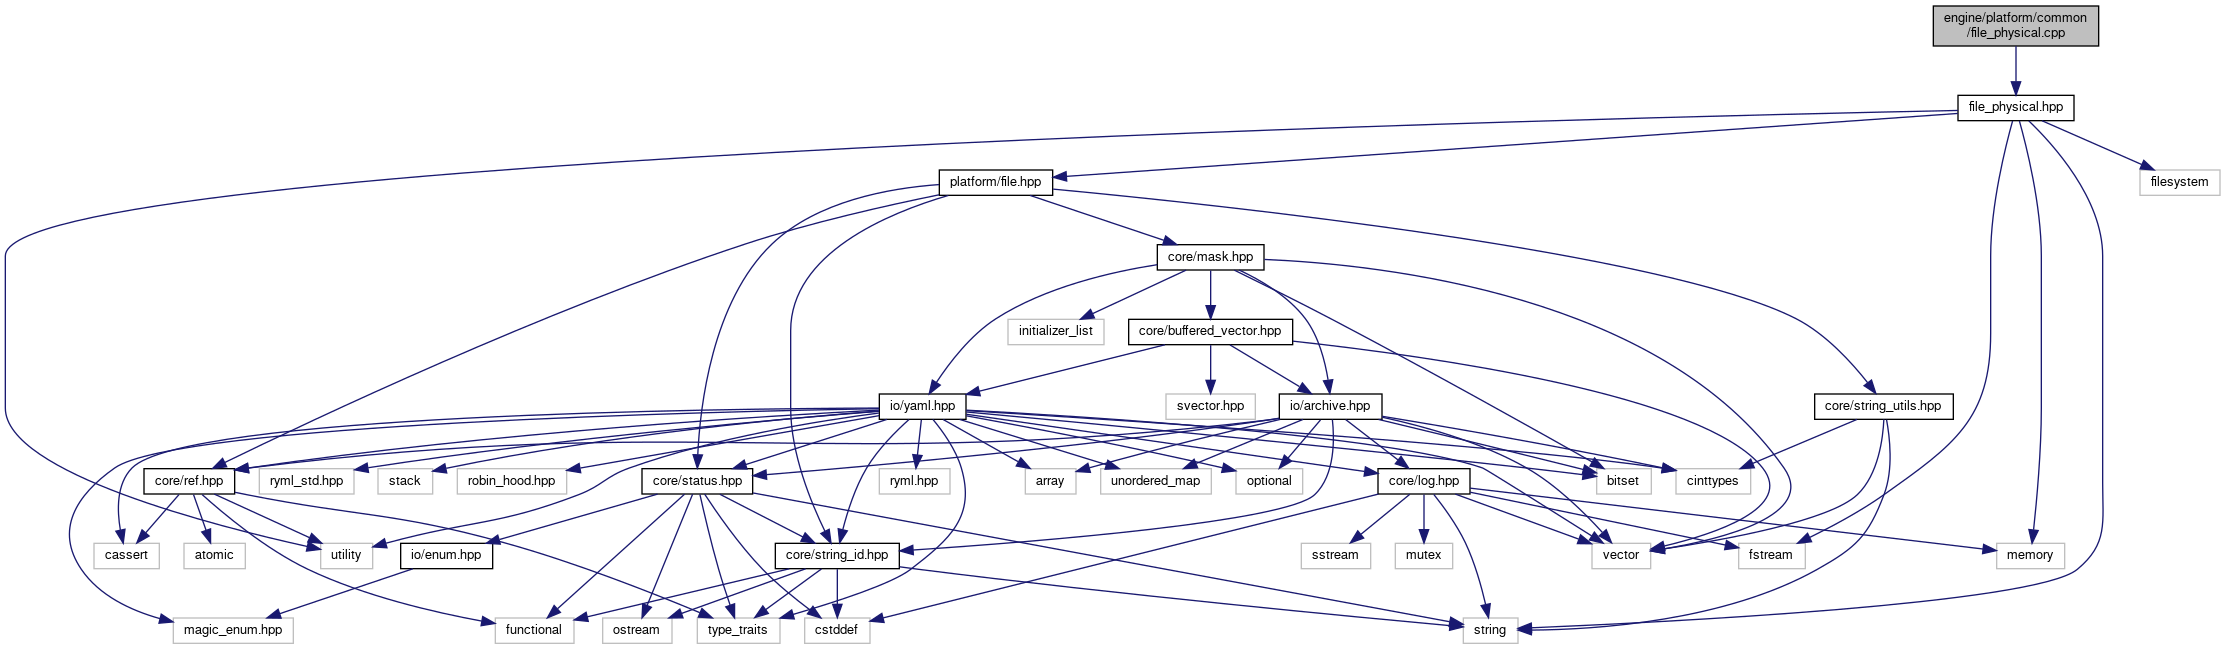 engine/platform/common
/file_physical.cpp
file_physical.hpp
platform/file.hpp
filesystem
core/mask.hpp
initializer_list
core/buffered_vector.hpp
io/yaml.hpp
svector.hpp
io/archive.hpp
core/string_utils.hpp
core/ref.hpp
ryml_std.hpp
stack
robin_hood.hpp
core/status.hpp
ryml.hpp
array
unordered_map
optional
core/log.hpp
bitset
cinttypes
cassert
atomic
utility
io/enum.hpp
core/string_id.hpp
sstream
mutex
vector
fstream
memory
magic_enum.hpp
functional
ostream
type_traits
cstddef
string